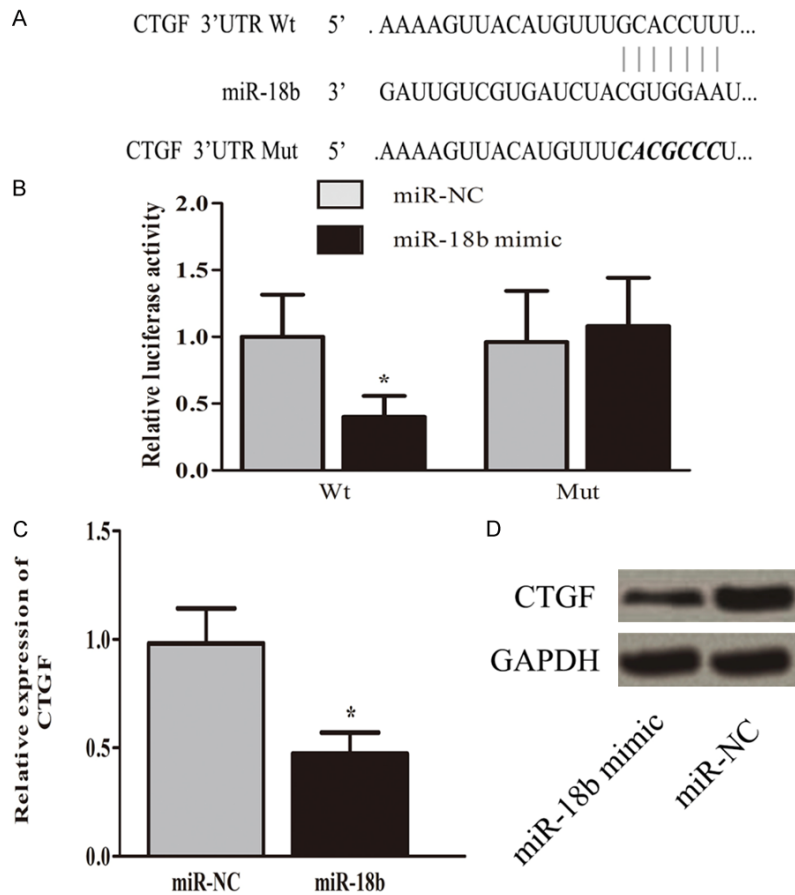 A
CTGF 3'UTR Wt 5' .AAAAGUUACAUGUUUGCACCUUU...
miR-18b 3' GAUUGUCGUGAUCUACGUGGAAU...
CTGF 3'UTR Mut 5' .AAAAGUUACAUGUUUCACGCCCU...
B
miR-NC
miR-18b mimic
Relative luciferase activity
2.0
1.5
1.0
0.5
0.0
*
Wt
Mut
C
Relative expression of
CTGF
1.5
1.0
0.5
0.0
*
miR-NC
miR-18b
D
CTGF
GAPDH
miR-18b mimic
miR-NC